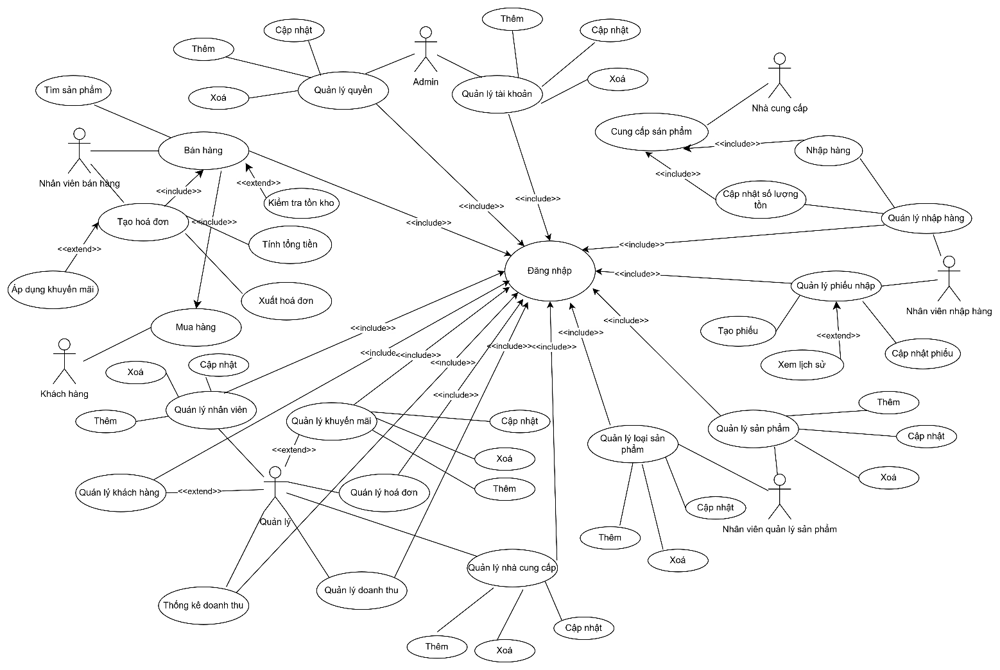 Thêm
Cập nhật
Cập nhật
Thêm
Admin
Xoá
Tìm sản phẩm
Quản lý quyền
Quản lý tài khoản
Xoá
Nhà cung cấp
Cung cấp sản phẩm
<<include>>
Nhập hàng
Bán hàng
Nhân viên bán hàng
<<include>>
<<extend>>
<<include>>
Cập nhật số lượng
tồn
Kiểm tra tồn kho
<<include>>
<<include>>
Tạo hoá đơn
<<include>>
<<include>>
Quản lý nhập hàng
<<extend>>
Tính tổng tiền
<<include>>
Đăng nhập
<<include>>
Áp dụng khuyến mãi
Quản lý phiếu nhập
Xuất hoá đơn
Nhân viên nhập hàng
<<include>>
Mua hàng
<<include>>
<<include>>
Tạo phiếu
<<extend>>
<<include>>
<<include>>
<<include
<<include>>
Cập nhật phiếu
<<include>>
Xem lịch sử
Xoá
Cập nhật
Khách hàng
<<include>>
Quản lý nhân viên
Thêm
Thêm
Quản lý khuyến mãi
Cập nhật
Quản lý sản phẩm
Cập nhật
Quản lý loại sản
phẩm
<<extend>>
Xoá
Xoá
Quản lý khách hàng
<<extend>>
Quản lý hoá đơn
Thêm
Cập nhật
Quản lý
Nhân viên quản lý sản phẩm
Thêm
Xoá
Quản lý nhà cung cấp
Quản lý doanh thu
Thống kê doanh thu
Cập nhật
Thêm
Xoá